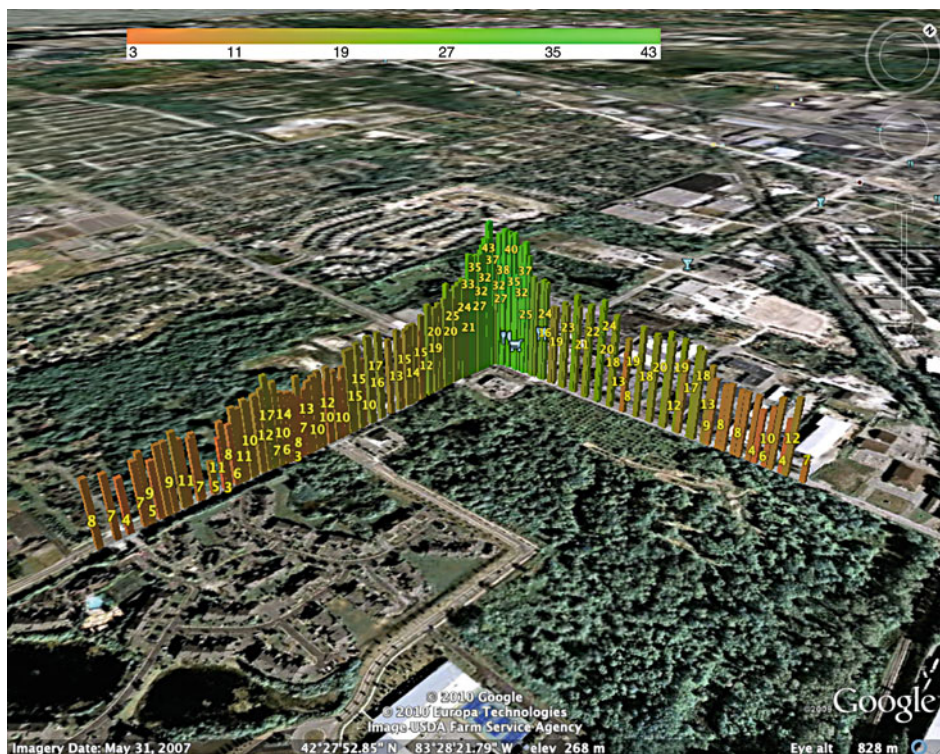 3 11 19 27 35 43
N
43 40
37
35 38 37
32 35
33 32 32
32 27
24 27
25 25 24
20 20 21
19
16 19 23 21 22 24
20 18 19 20 19 18
13 8 18 12 17 13
9 8 8 4 6 10 4 12
15 15 17 15
16 13 14 12
15 10
17 14 13 12
10 12 10 7 10 10 10
11 7 6 8
3
8 7 4 7 9 5 9 11 7 11 5 8 3 6
© 2010 Google
© 2010 Europa Technologies
Image USDA Farm Service Agency
Google
Imagery Date: May 31, 2007 42°27'52.85" N 83°28'21.79" W elev 268 m Eye alt 828 m